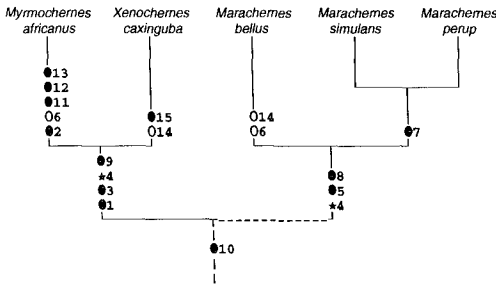 Myrmochernes Xenochernes Marachernes Marachernes Marachernes
africanus caxinguba bellus simulans perup
13
12
11
6 15 14
2 14 6 7
9
4 8
3 5
1 4
10